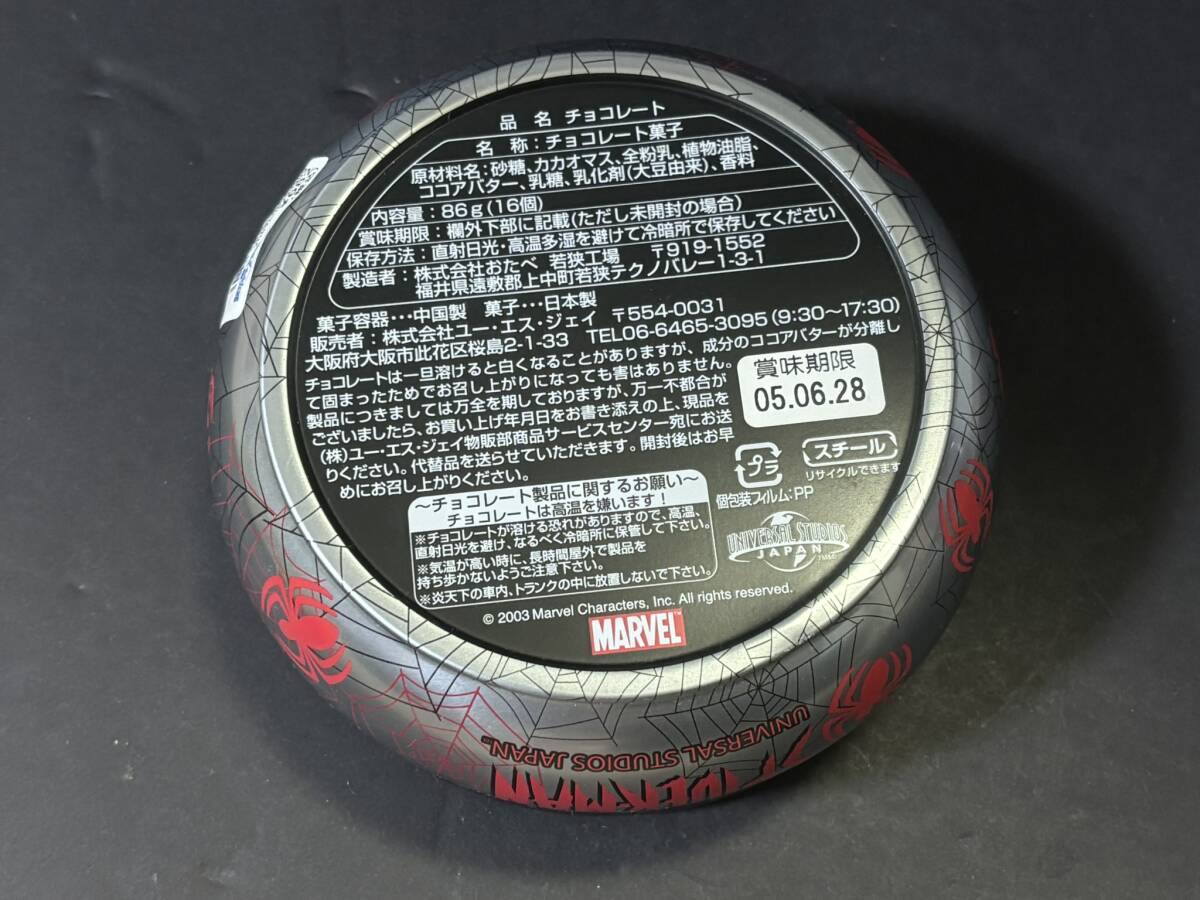 品 名 チョコレート
名 称：チョコレート菓子
原材料名：砂糖、カカオマス、全粉乳、植物油脂、
ココアバター、乳糖、乳化剤(大豆由来)、香料
内容量：86g(16個)
賞味期限：欄外下部に記載(ただし未開封の場合)
保存方法：直射日光・高温多湿を避けて冷暗所で保存してください
製造者：株式会社おたべ 若狭工場 〒919-1552
福井県遠敷郡上中町若狭テクノバレー1-3-1
菓子容器…中国製 菓子…日本製
販売者：株式会社ユー・エス・ジェイ 〒554-0031
大阪府大阪市此花区桜島2-1-33 TEL06-6465-3095(9:30〜17:30)
チョコレートは一旦溶けると白くなることがありますが、成分のココアバターが分離し
て固まったためでお召し上がりになっても害はありません。
製品につきましては万全を期しておりますが、万一不都合が
ございましたら、お買い上げ年月日をお書き添えの上、現品を
(株)ユー・エス・ジェイ物販部商品サービスセンター宛にお送
りください。代替品を送らせていただきます。開封後はお早
めにお召し上がりください。
賞味期限
05.06.28
プラ
スチール
リサイクルできます
個包装フィルム:PP
〜チョコレート製品に関するお願い〜
チョコレートは高温を嫌います！
※チョコレートが溶ける恐れがありますので、高温、
直射日光を避け、なるべく冷暗所に保管して下さい。
※気温が高い時に、長時間屋外で製品を
持ち歩かないようご注意下さい。
※炎天下の車内、トランクの中に放置しないで下さい。
UNIVERSAL STUDIOS
JAPAN
© 2003 Marvel Characters, Inc. All rights reserved.
MARVEL
UNIVERSAL STUDIOS JAPAN
SPIDER-MAN